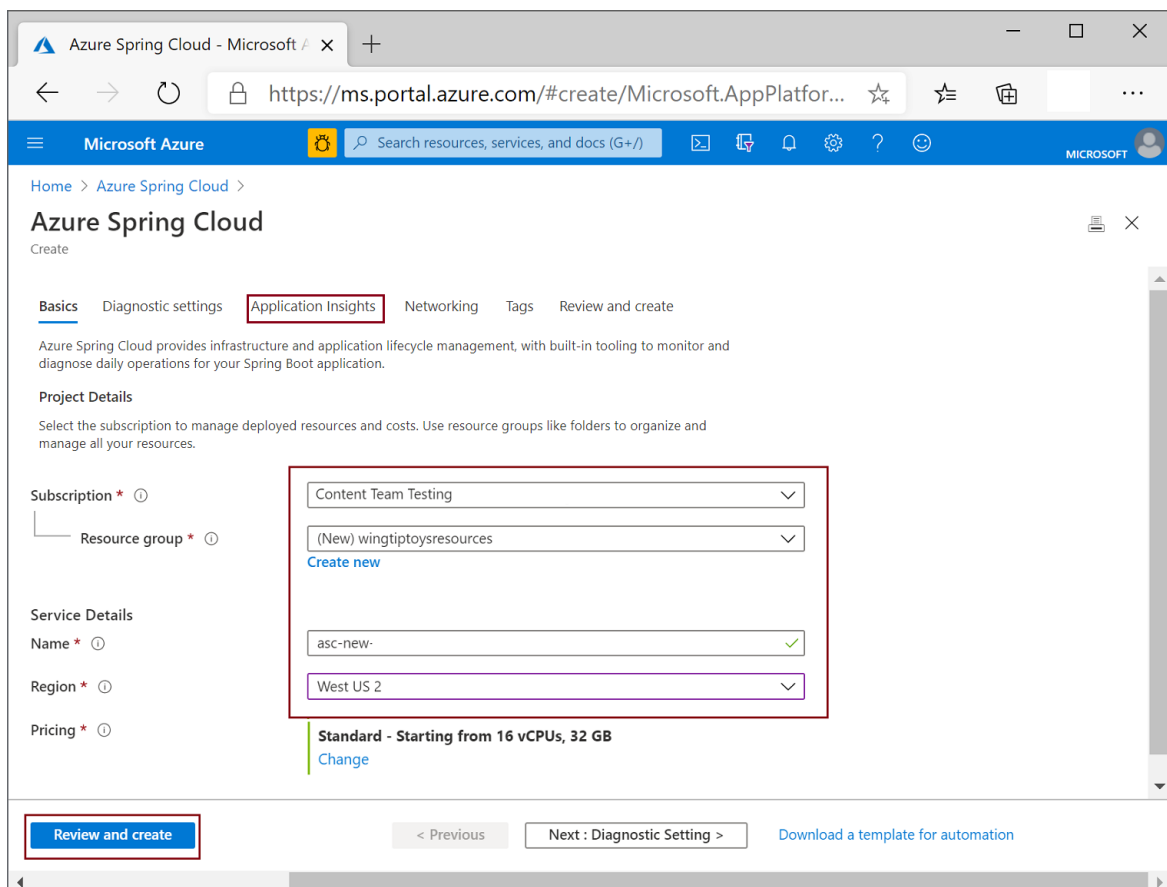 Azure Spring Cloud - Microsoft A
https://ms.portal.azure.com/#create/Microsoft.AppPlatfor...
Microsoft Azure
Search resources, services, and docs (G+/)
MICROSOFT
Home > Azure Spring Cloud >
Azure Spring Cloud
Create
Basics Diagnostic settings Application Insights Networking Tags Review and create
Azure Spring Cloud provides infrastructure and application lifecycle management, with built-in tooling to monitor and
diagnose daily operations for your Spring Boot application.
Project Details
Select the subscription to manage deployed resources and costs. Use resource groups like folders to organize and
manage all your resources.
Subscription * Content Team Testing
Resource group * (New) wingtiptoysresources
Create new
Service Details
Name * asc-new-
Region * West US 2
Pricing * Standard - Starting from 16 vCPUs, 32 GB
Change
Review and create < Previous Next : Diagnostic Setting > Download a template for automation